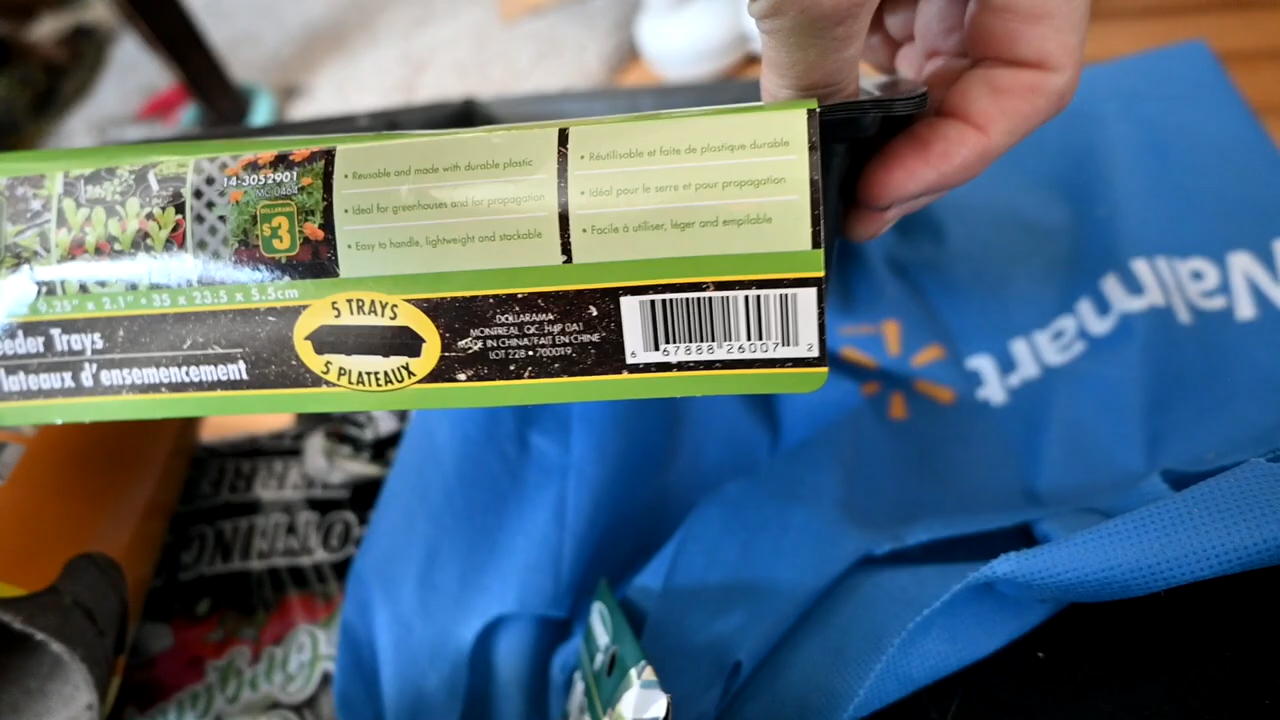 14-3052901
MC 0464
DOLLARAMA
$3
• Reusable and made with durable plastic
• Ideal for greenhouses and for propagation
• Easy to handle, lightweight and stackable
• Réutilisable et faite de plastique durable
• Idéal pour le serre et pour propagation
• Facile à utiliser, léger and empilable
9.25" x 2.1" • 35 x 23.5 x 5.5cm
eeder Trays
lateaux d'ensemencement
5 TRAYS
5 PLATEAUX
DOLLARAMA
MONTREAL, QC, H4P 0A1
MADE IN CHINA/FAIT EN CHINE
LOT 228 • 700019
6 67888 26007 2
Walmart
OTTING